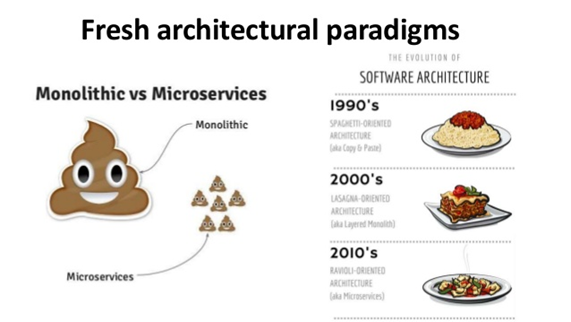 Fresh architectural paradigms
Monolithic vs Microservices
Monolithic
Microservices
THE EVOLUTION OF
SOFTWARE ARCHITECTURE
1990's
SPAGHETTI-ORIENTED
ARCHITECTURE
(aka Copy & Paste)
2000's
LASAGNA-ORIENTED
ARCHITECTURE
(aka Layered Monolith)
2010's
RAVIOLI-ORIENTED
ARCHITECTURE
(aka Microservices)